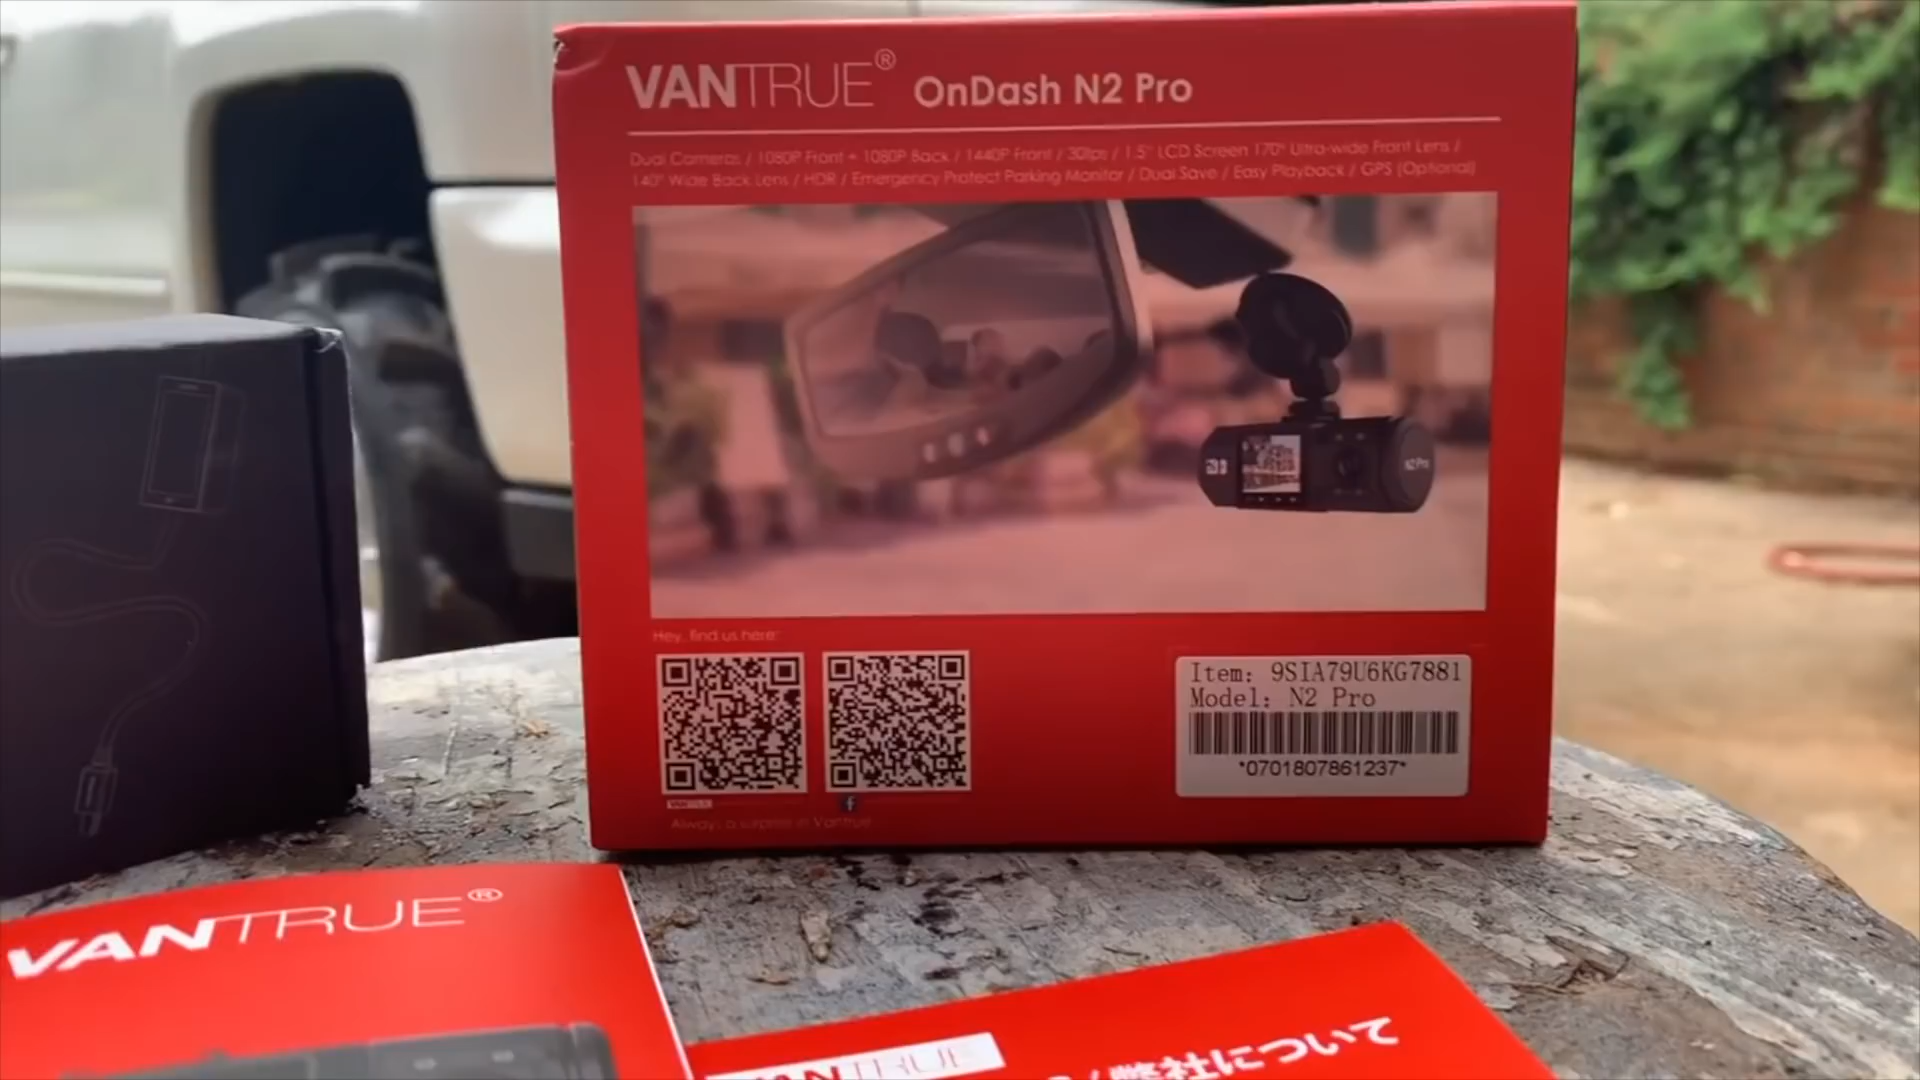 VANTRUE® OnDash N2 Pro
Dual Cameras / 1080P Front + 1080P Back / 1440P Front / 30fps / 1.5" LCD Screen 170° Ultra-wide Front Lens /
140° Wide Back Lens / HDR / Emergency Protect Parking Monitor / Dual Save / Easy Playback / GPS (Optional)
N2 Pro
Hey, find us here:
Item: 9SIA79U6KG7881
Model: N2 Pro
*0701807861237*
VANTRUE
f
Always a surprise in Vantrue
VANTRUE®
VANTRUE
/ 弊社について